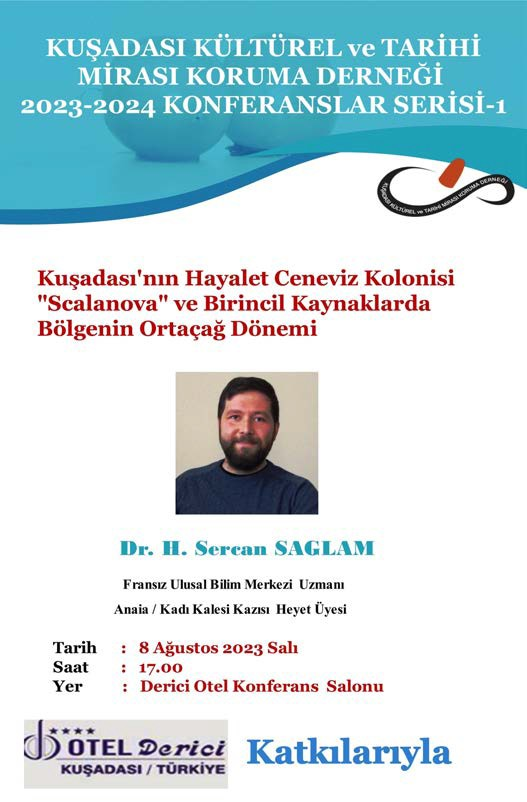 KUŞADASI KÜLTÜREL ve TARİHİ
MİRASI KORUMA DERNEĞİ
2023-2024 KONFERANSLAR SERİSİ-1
KUŞADASI KÜLTÜREL ve TARİHİ MİRASI KORUMA DERNEĞİ
Kuşadası'nın Hayalet Ceneviz Kolonisi
"Scalanova" ve Birincil Kaynaklarda
Bölgenin Ortaçağ Dönemi
Dr. H. Sercan SAGLAM
Fransız Ulusal Bilim Merkezi Uzmanı
Anaia / Kadı Kalesi Kazısı Heyet Üyesi
Tarih : 8 Ağustos 2023 Salı
Saat : 17.00
Yer : Derici Otel Konferans Salonu
OTEL Derici
KUŞADASI / TÜRKİYE
Katkılarıyla